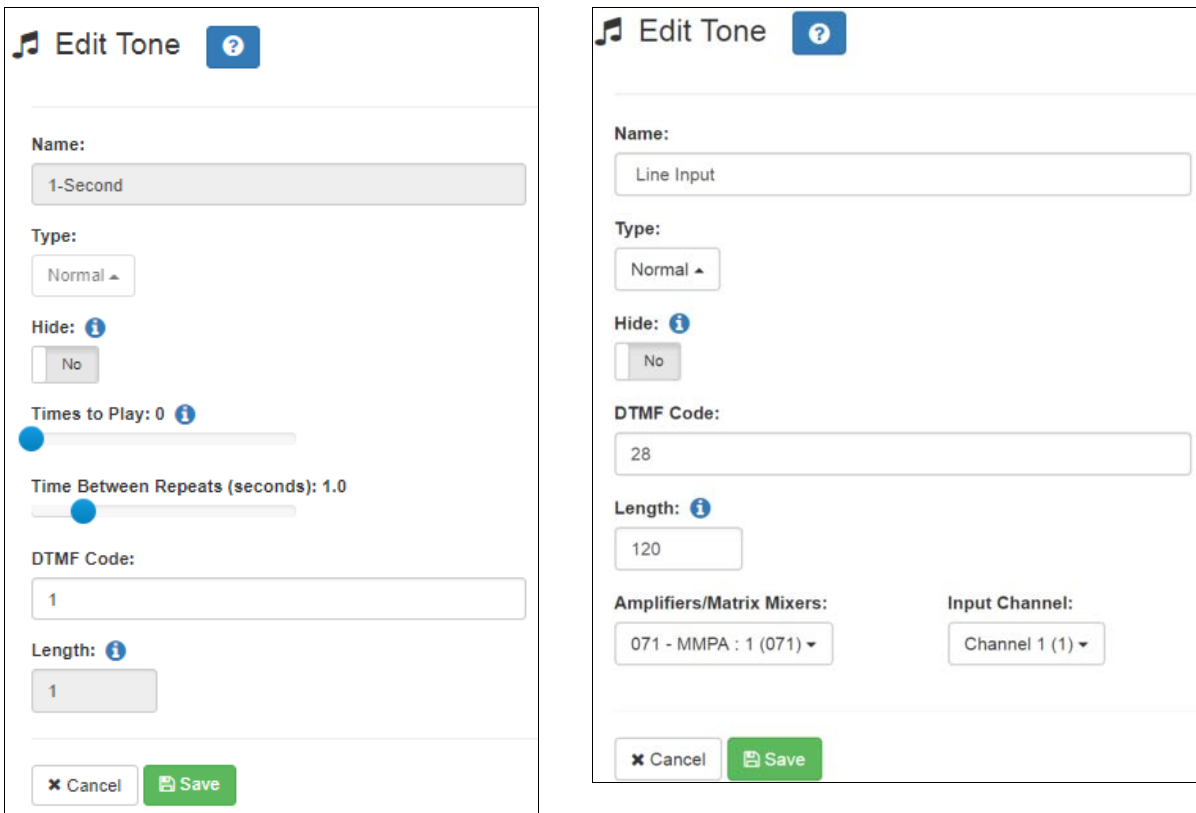 Edit Tone
Name:
1-Second
Type:
Normal
Hide:
No
Times to Play: 0
Time Between Repeats (seconds): 1.0
DTMF Code:
1
Length:
1
Cancel Save
Edit Tone
Name:
Line Input
Type:
Normal
Hide:
No
DTMF Code:
28
Length:
120
Amplifiers/Matrix Mixers: Input Channel:
071 - MMPA : 1 (071) Channel 1 (1)
Cancel Save